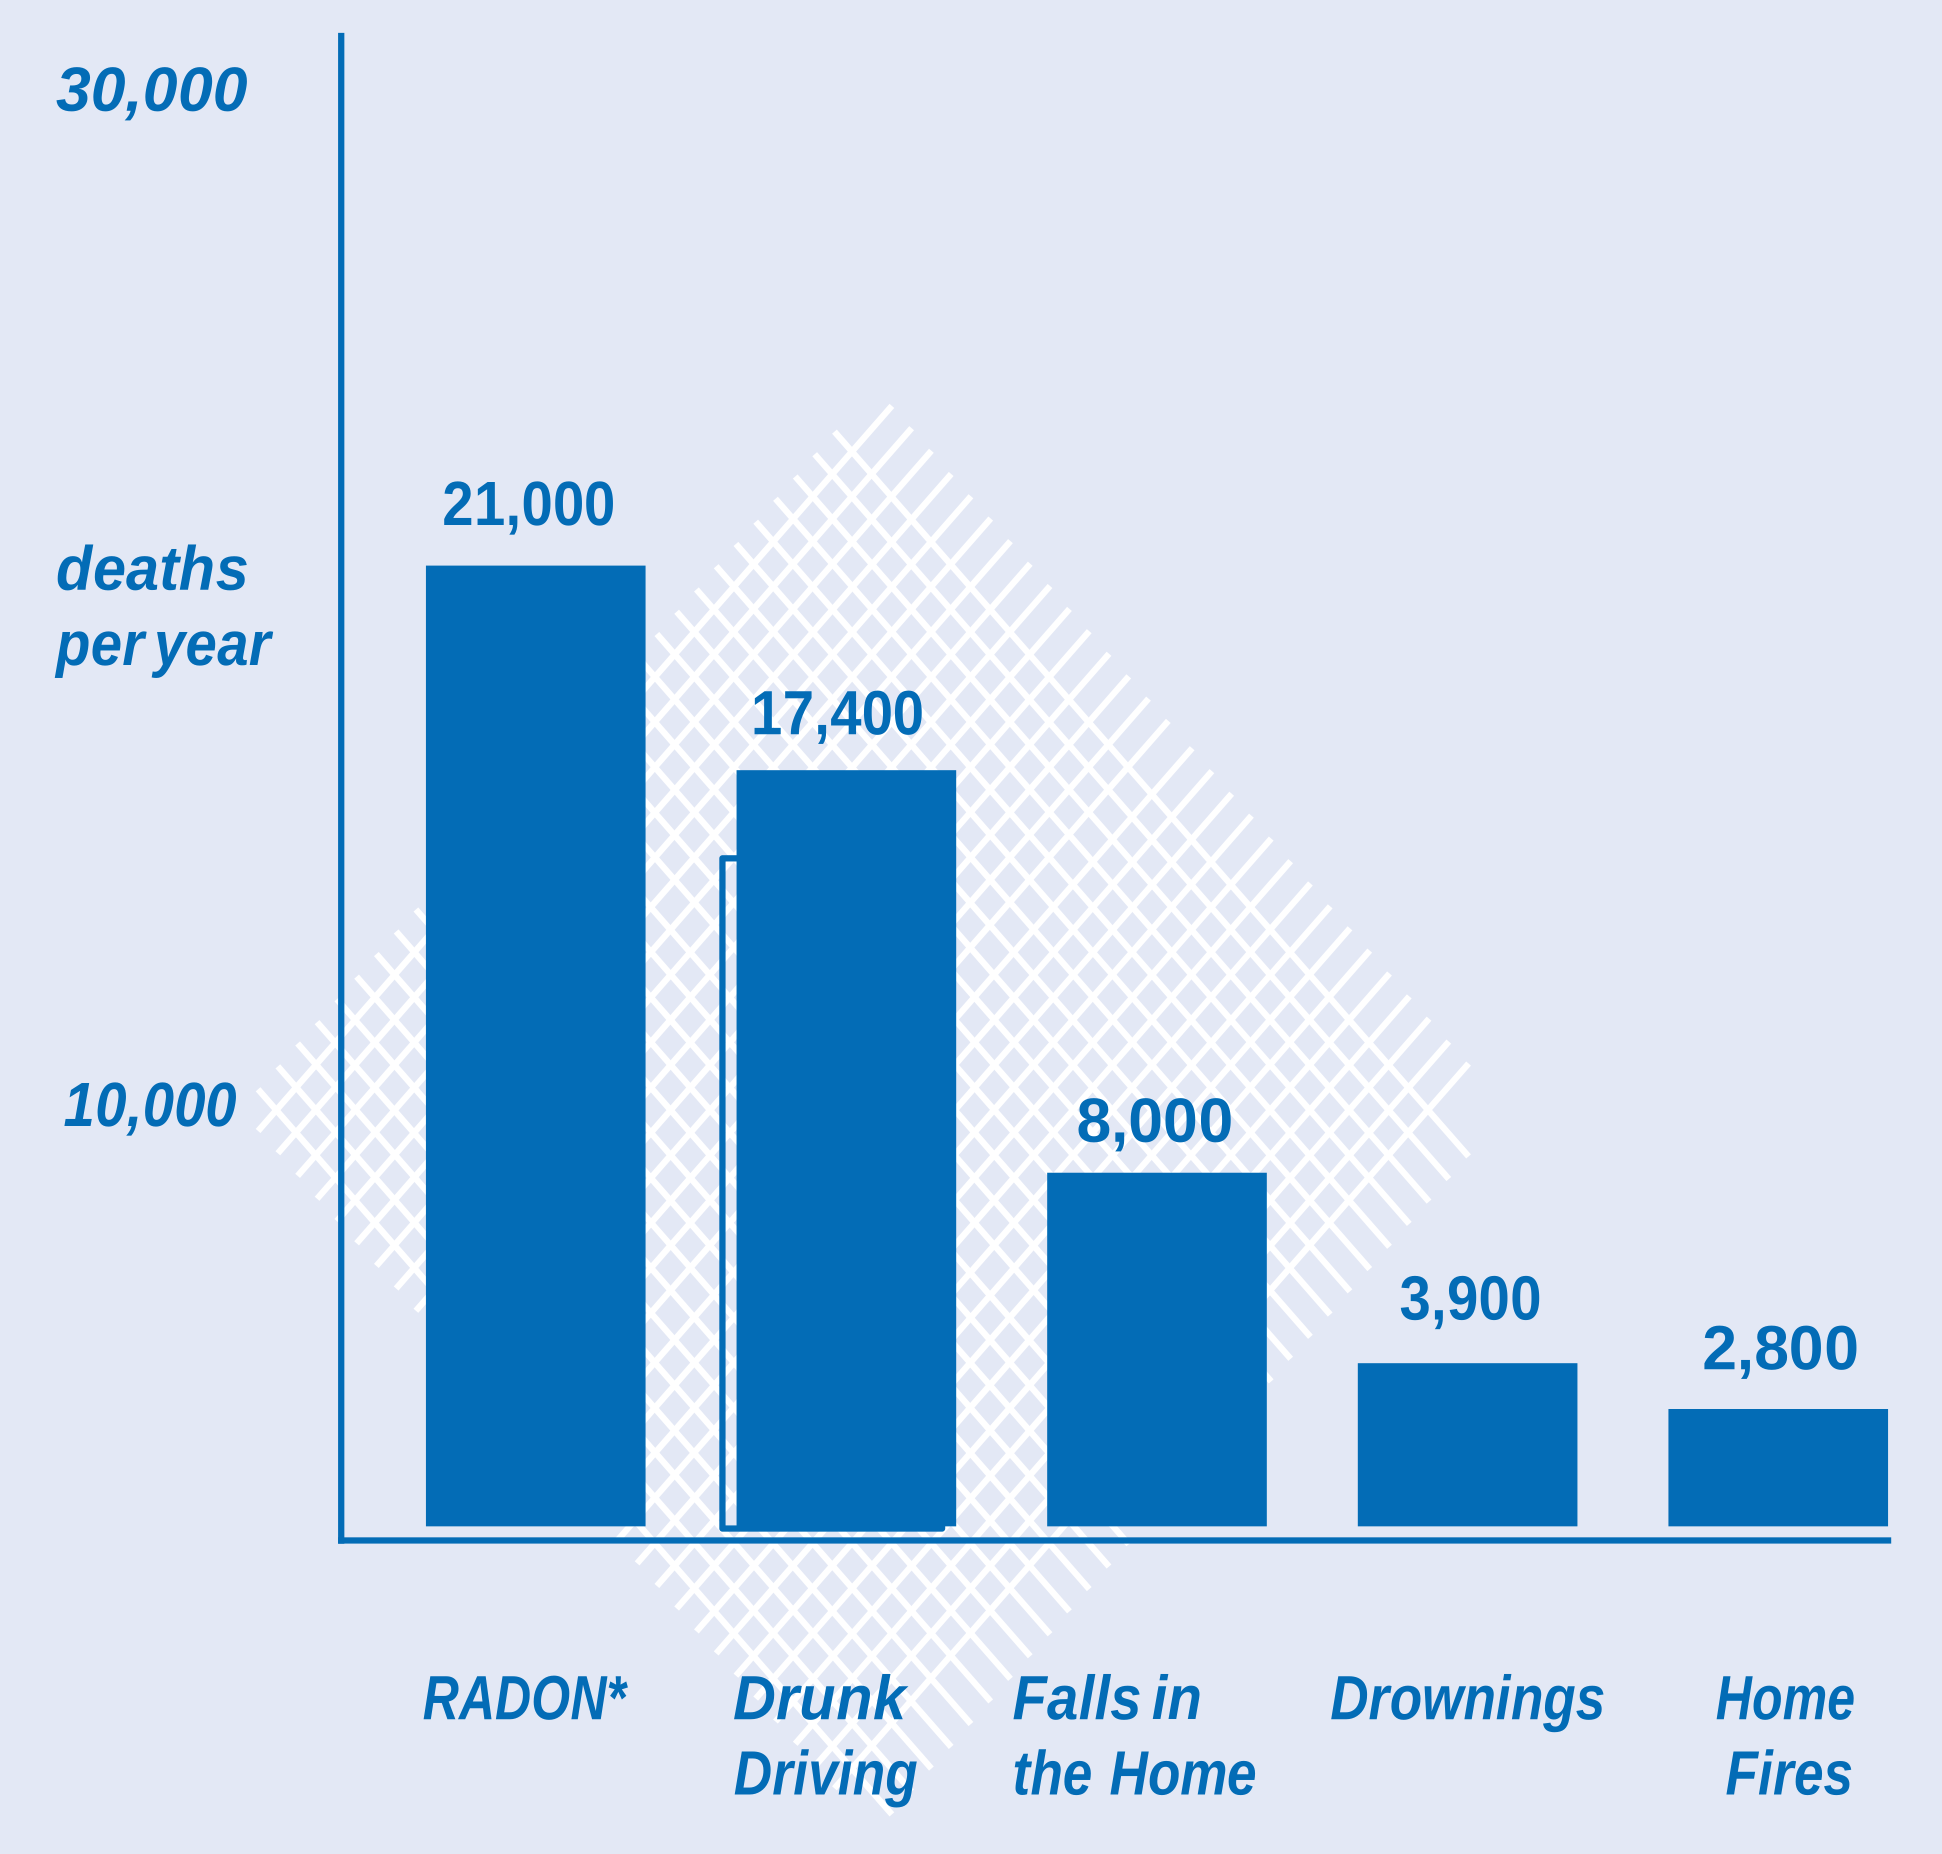 30,000
21,000
deaths
per year
17,400
10,000
8,000
3,900
2,800
RADON*
Drunk
Driving
Falls in
the Home
Drownings
Home
Fires